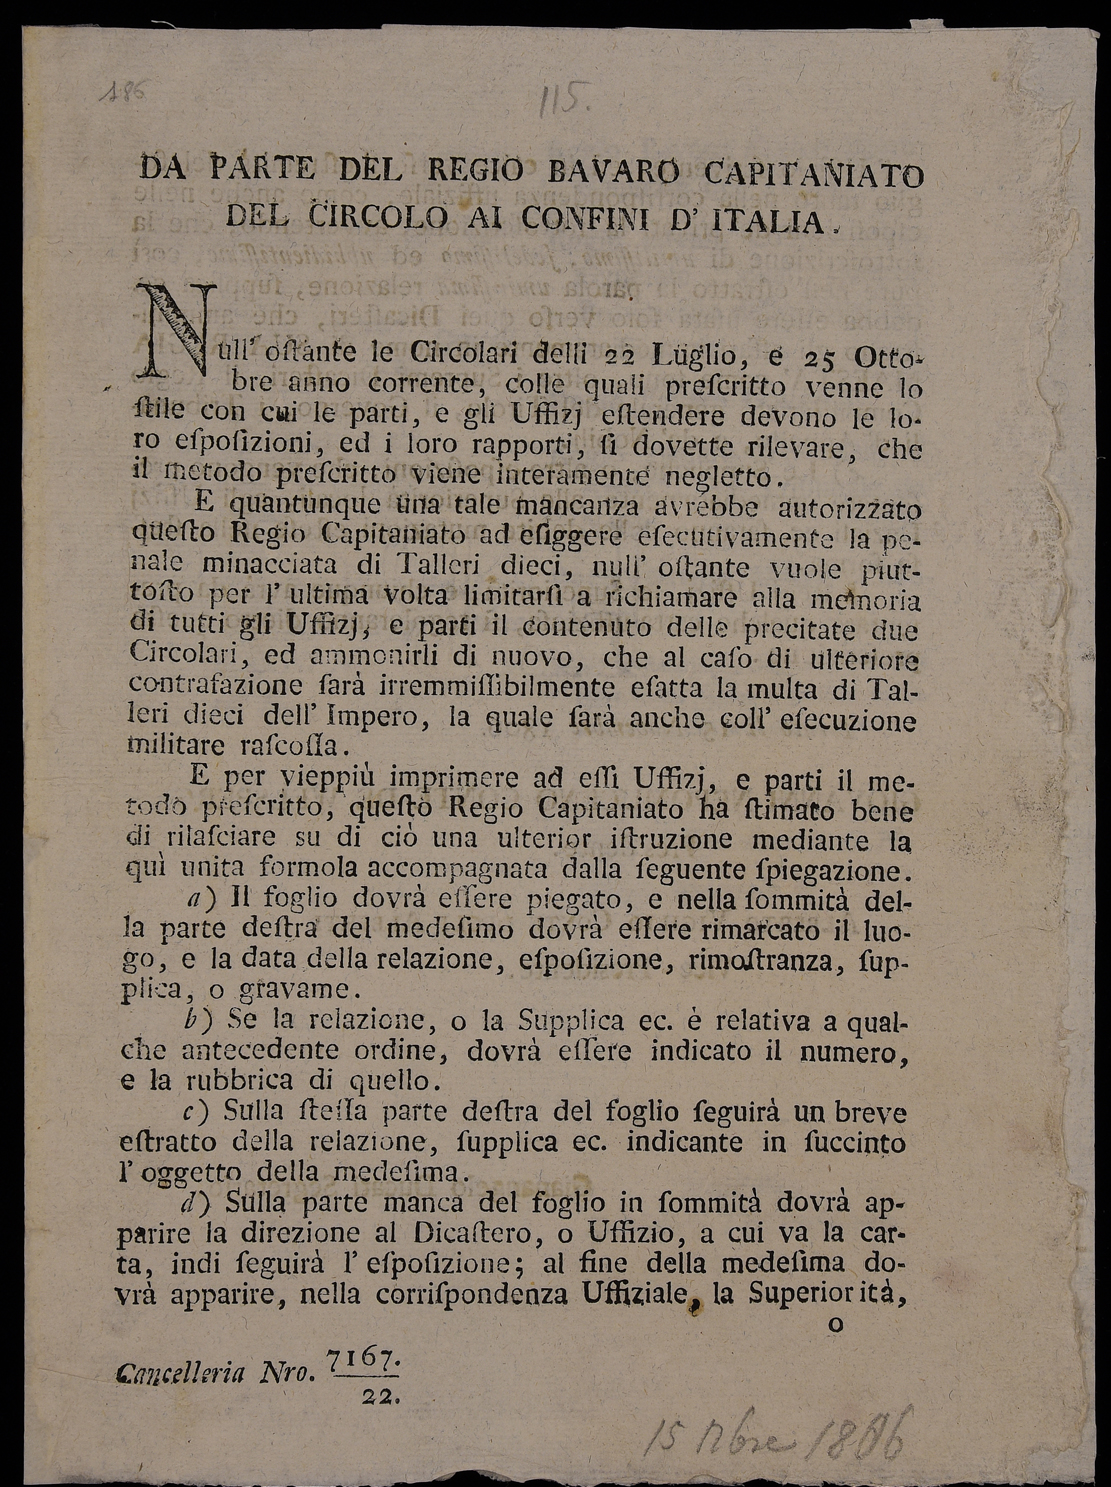 186
115.
DA PARTE DEL REGIO BAVARO CAPITANIATO
DEL CIRCOLO AI CONFINI D' ITALIA.
Null' oſtante le Circolari delli 22 Luglio, e 25 Otto-
bre anno corrente, colle quali preſcritto venne lo
ſtile con cui le parti, e gli Uffizj eſtendere devono le lo-
ro eſpoſizioni, ed i loro rapporti, ſi dovette rilevare, che
il metodo preſcritto viene interamente negletto.
E quantunque una tale mancanza avrebbe autorizzato
queſto Regio Capitaniato ad eſiggere eſecutivamente la pe-
nale minacciata di Talleri dieci, null' oſtante vuole piut-
toſto per l' ultima volta limitarſi a richiamare alla memoria
di tutti gli Uffizj, e parti il contenuto delle precitate due
Circolari, ed ammonirli di nuovo, che al caſo di ulteriore
contrafazione ſarà irremmiſſibilmente eſatta la multa di Tal-
leri dieci dell' Impero, la quale ſarà anche coll' eſecuzione
militare raſcoſſa.
E per vieppiù imprimere ad eſſi Uffizj, e parti il me-
todo preſcritto, queſto Regio Capitaniato ha ſtimato bene
di rilaſciare su di ciò una ulterior iſtruzione mediante la
quì unita formola accompagnata dalla ſeguente ſpiegazione.
a) Il foglio dovrà eſſere piegato, e nella ſommità del-
la parte deſtra del medeſimo dovrà eſſere rimarcato il luo-
go, e la data della relazione, eſpoſizione, rimoſtranza, ſup-
plica, o gravame.
b) Se la relazione, o la Supplica ec. è relativa a qual-
che antecedente ordine, dovrà eſſere indicato il numero,
e la rubbrica di quello.
c) Sulla ſteſſa parte deſtra del foglio ſeguirà un breve
eſtratto della relazione, ſupplica ec. indicante in ſuccinto
l' oggetto della medeſima.
d) Sulla parte manca del foglio in ſommità dovrà ap-
parire la direzione al Dicaſtero, o Uffizio, a cui va la car-
ta, indi ſeguirà l' eſpoſizione; al fine della medeſima do-
vrà apparire, nella corriſpondenza Uffiziale, la Superiorità,
o
Cancelleria Nro. 7167.
22.
15 Nbre 1806